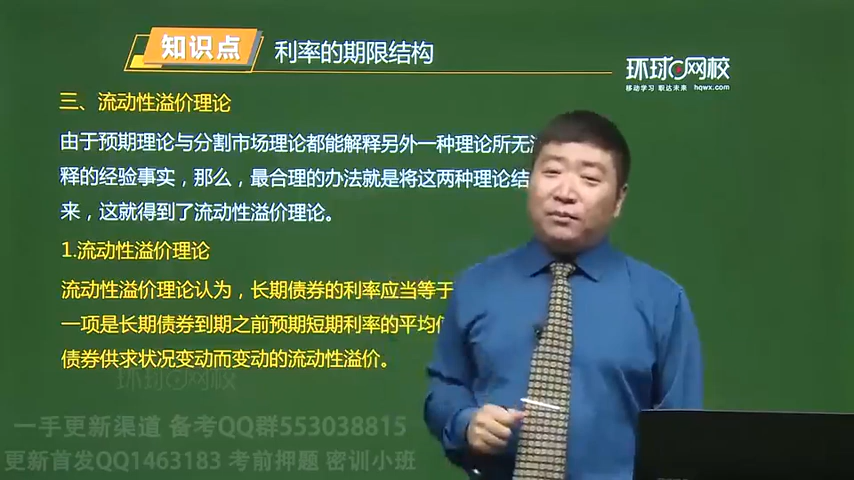 知识点
利率的期限结构
环球网校
移动学习 职达未来 hqwx.com
三、流动性溢价理论
由于预期理论与分割市场理论都能解释另外一种理论所无
释的经验事实，那么，最合理的办法就是将这两种理论结
来，这就得到了流动性溢价理论。
1.流动性溢价理论
流动性溢价理论认为，长期债券的利率应当等于
一项是长期债券到期之前预期短期利率的平均
债券供求状况变动而变动的流动性溢价。
环球网校
一手更新渠道 备考QQ群553038815
更新首发QQ1463183 考前押题 密训小班